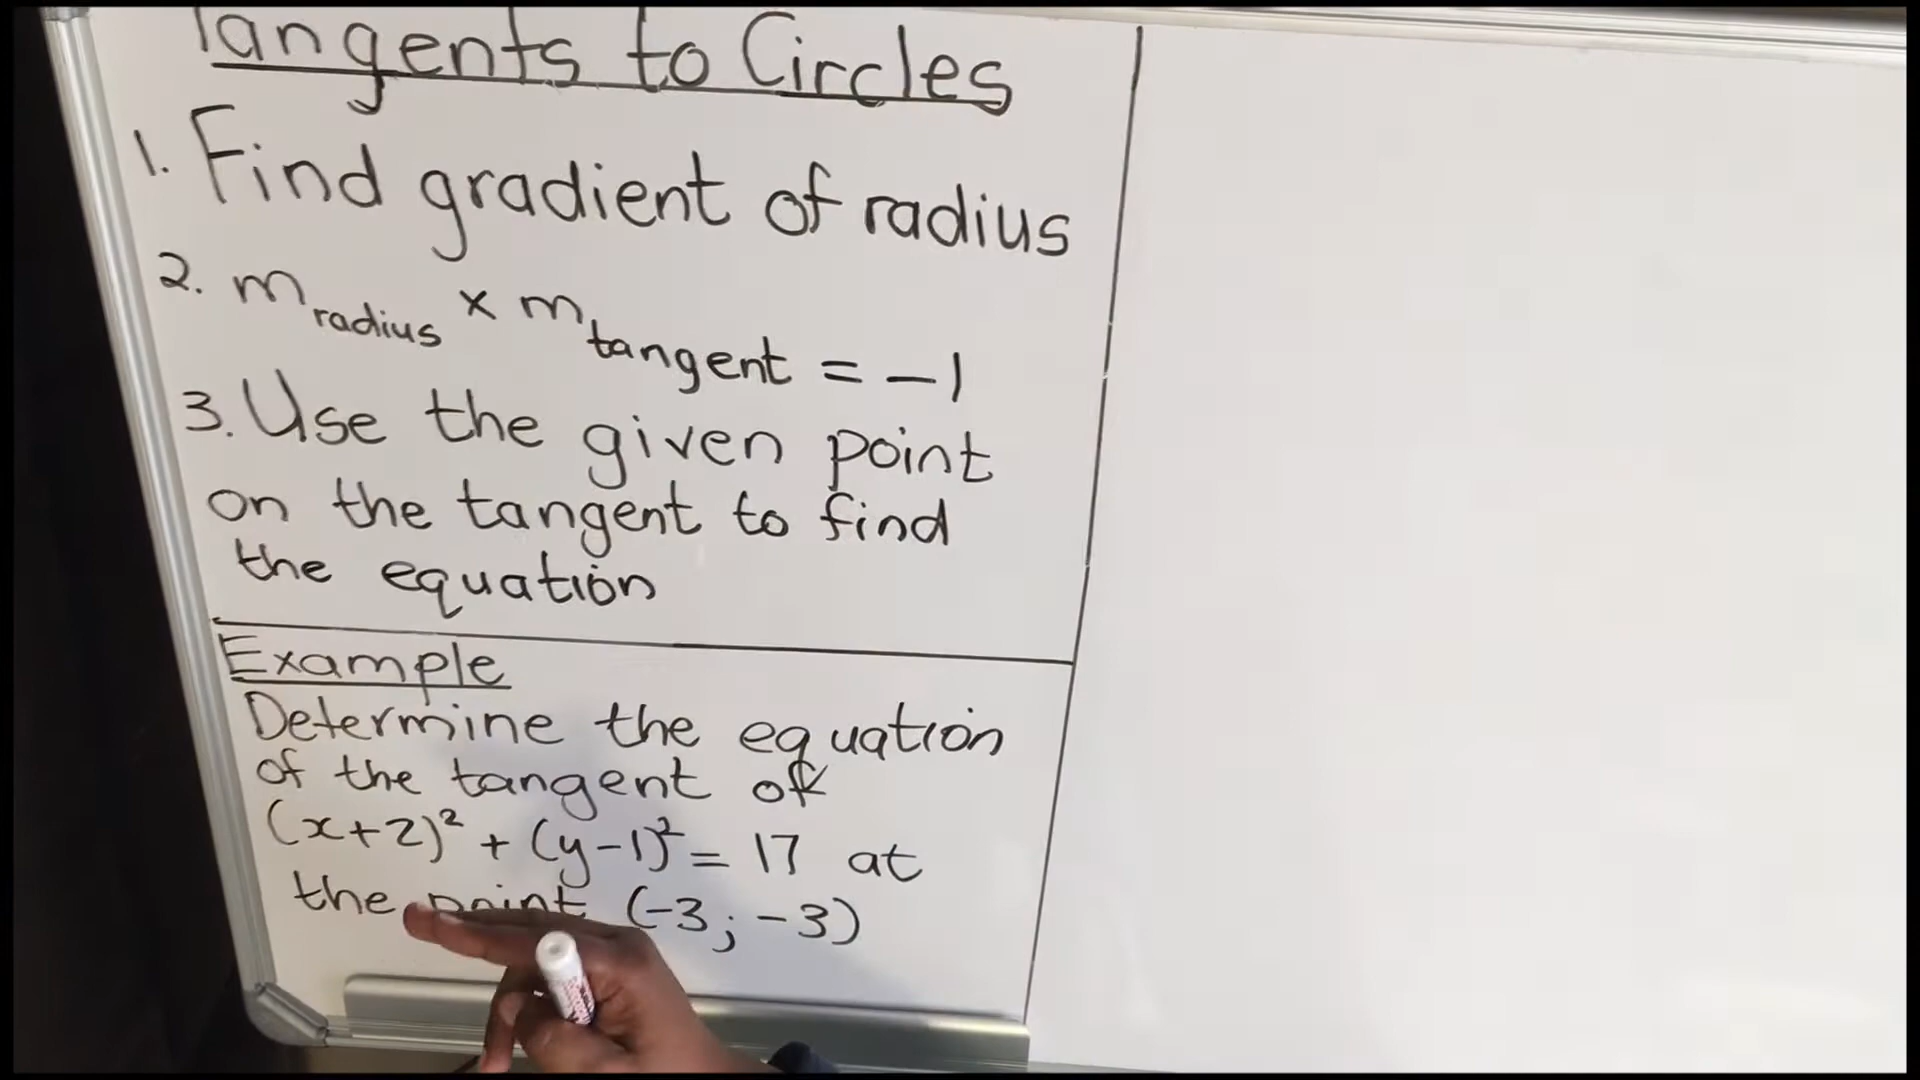 Tangents to Circles
1. Find gradient of radius
2. m radius × m tangent = -1
3. Use the given point
on the tangent to find
the equation
Example
Determine the equation
of the tangent of
(x+2)² + (y-1)² = 17 at
the point (-3; -3)